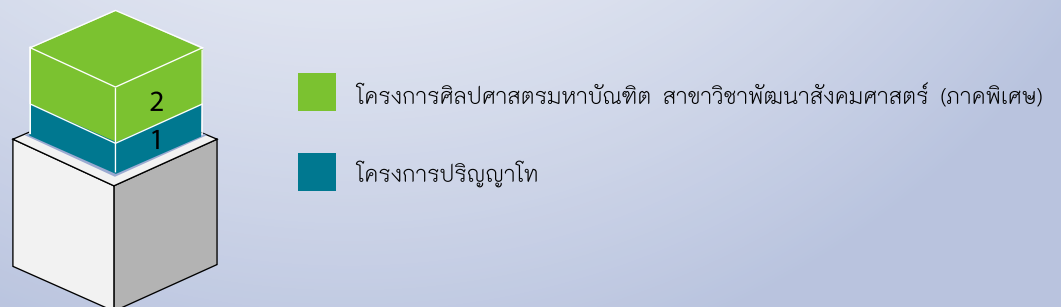 2
1
โครงการศิลปศาสตรมหาบัณฑิต สาขาวิชาพัฒนาสังคมศาสตร์ (ภาคพิเศษ)
โครงการปริญญาโท